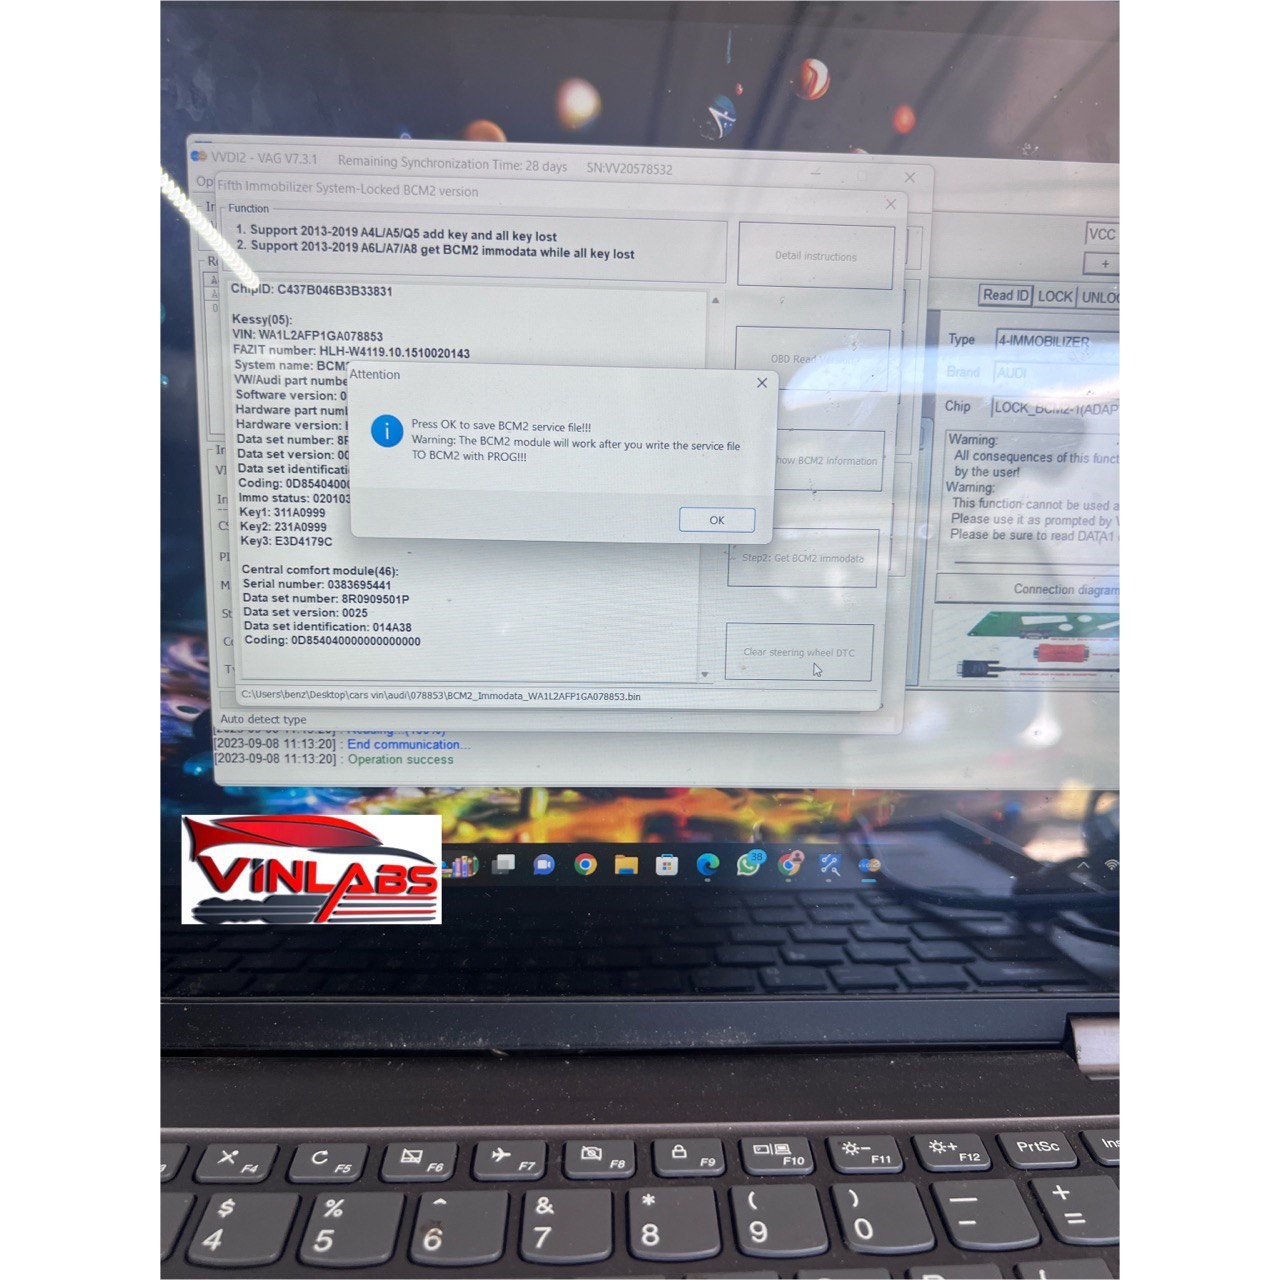 VVDI2 - VAG V7.3.1 Remaining Synchronization Time: 28 days SN:VV20578532
Fifth Immobilizer System-Locked BCM2 version
Function
1. Support 2013-2019 A4L/A5/Q5 add key and all key lost
2. Support 2013-2019 A6L/A7/A8 get BCM2 immodata while all key lost
Detail instructions
ChipID: C437B046B3B33831
Kessy(05):
VIN: WA1L2AFP1GA078853
FAZIT number: HLH-W4119.10.1510020143
System name: BCM
VW/Audi part numbe
Software version: 0
Hardware part num
Hardware version:
Data set number: 8
Data set version: 00
Data set identificati
Coding: 0D8540400
Immo status: 020103
Key1: 311A0999
Key2: 231A0999
Key3: E3D4179C
Central comfort module(46):
Serial number: 0383695441
Data set number: 8R0909501P
Data set version: 0025
Data set identification: 014A38
Coding: 0D854040000000000000
OBD Read
how BCM2 information
Step2: Get BCM2 immodata
Clear steering wheel DTC
Attention
Press OK to save BCM2 service file!!!
Warning: The BCM2 module will work after you write the service file
TO BCM2 with PROG!!!
OK
C:\Users\benz\Desktop\cars vin\audi\078853\BCM2_Immodata_WA1L2AFP1GA078853.bin
Auto detect type
[2023-09-08 11:13:20] : End communication...
[2023-09-08 11:13:20] : Operation success
VCC
+
Read ID LOCK UNLO
Type 4-IMMOBILIZER
Brand AUDI
Chip LOCK_BCM2-1(ADAP
Warning:
All consequences of this funct
by the user!
Warning:
This function cannot be used a
Please use it as prompted by
Please be sure to read DATA1
Connection diagram
38
VINLABS
F4 F5 F6 F7 F8 F9 F10 F11 F12 PrtSc Ins
$ % ^ & * ( ) — +
4 5 6 7 8 9 0 - =